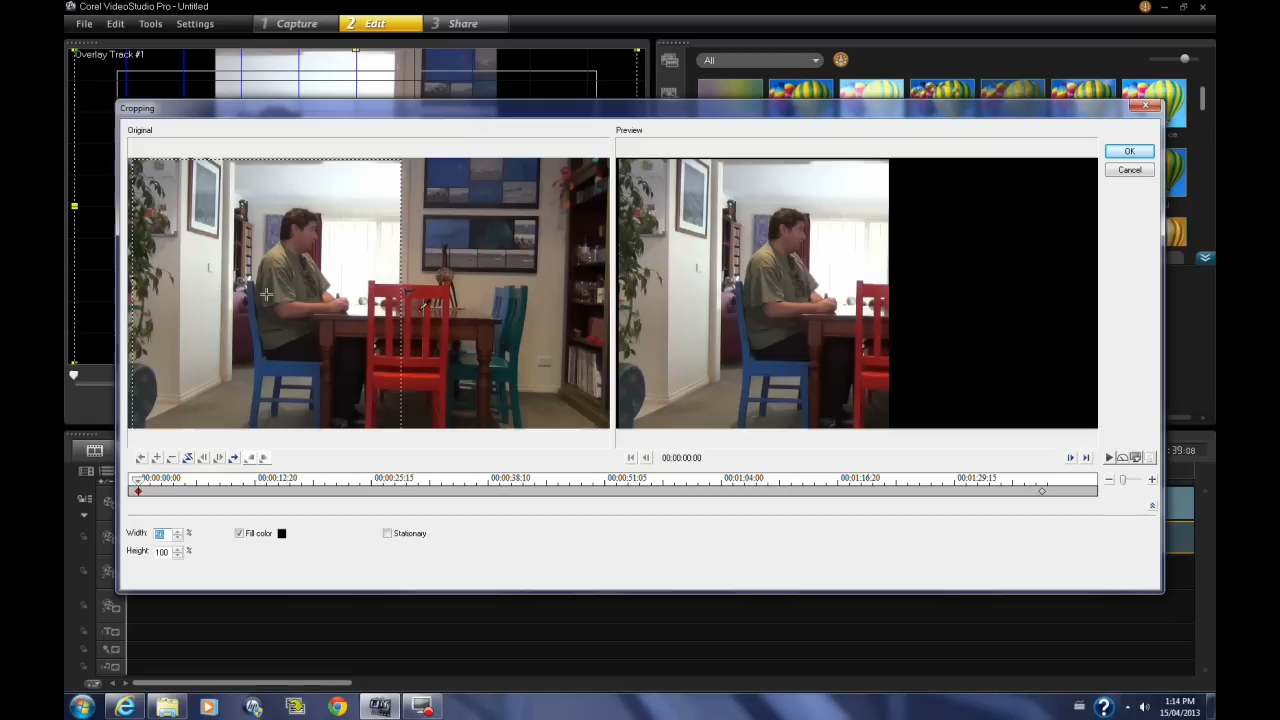 Corel VideoStudio Pro - Untitled
File Edit Tools Settings 1 Capture 2 Edit 3 Share
Overlay Track #1
All
Cropping
Original
Preview
OK
Cancel
00:00:00:00
00:00:00:00 00:00:12:20 00:00:25:15 00:00:38:10 00:00:51:05 00:01:04:00 00:01:16:20 00:01:29:15
:39:08
Width: 56 %
Fill color
Stationary
Height: 100 %
1:14 PM
15/04/2013